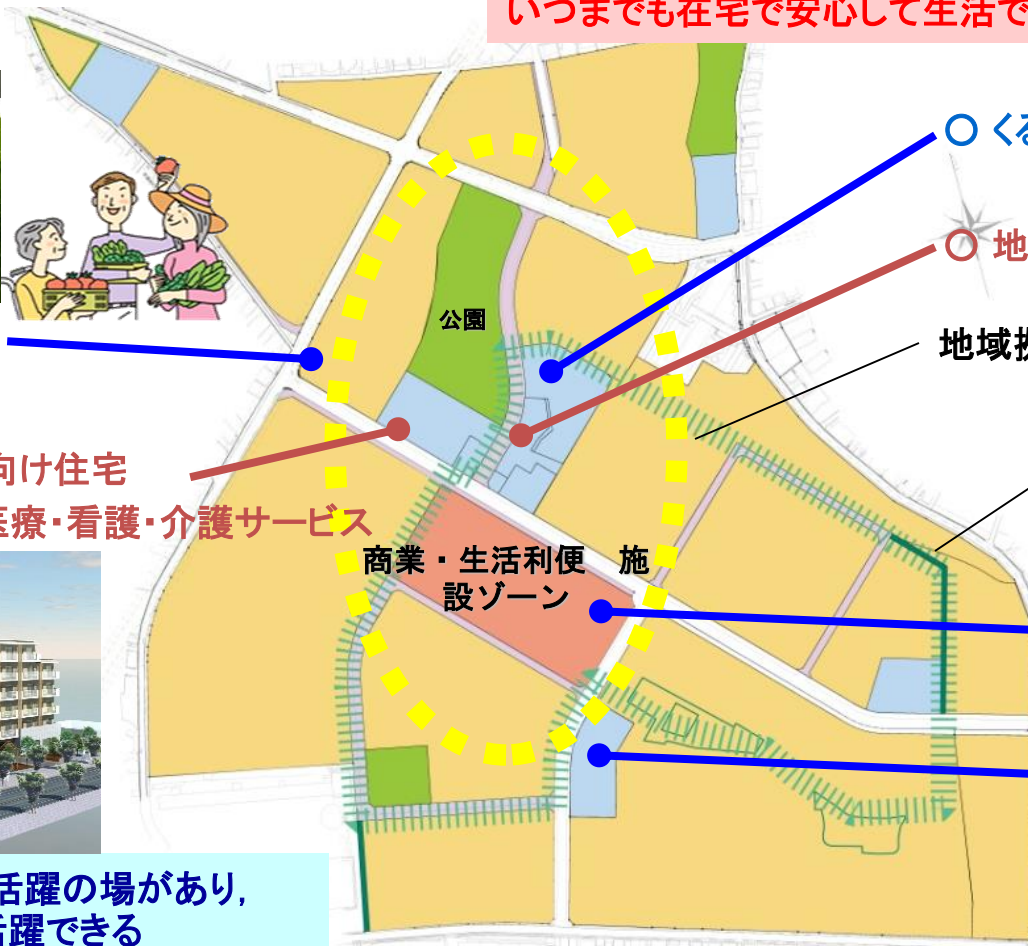 いつまでも在宅で安心して生活で
○ くる
○ 地
公園
地域拠
向け住宅
医療・看護・介護サービス
商業・生活利便　施
設ゾーン
活躍の場があり，
活躍できる